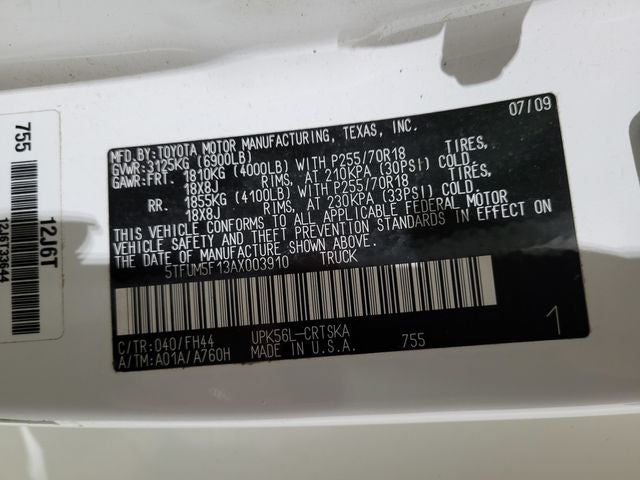 07/09
MFD.BY:TOYOTA MOTOR MANUFACTURING, TEXAS, INC.
GVWR:3125KG (6900LB)
GAWR:FRT. 1810KG (4000LB) WITH P255/70R18 TIRES,
18X8J RIMS, AT 210KPA (30PSI) COLD.
RR. 1855KG (4100LB) WITH P255/70R18 TIRES,
18X8J RIMS, AT 230KPA (33PSI) COLD.
THIS VEHICLE CONFORMS TO ALL APPLICABLE FEDERAL MOTOR
VEHICLE SAFETY AND THEFT PREVENTION STANDARDS IN EFFECT ON
THE DATE OF MANUFACTURE SHOWN ABOVE.
5TFUM5F13AX003910 TRUCK
C/TR:040/FH44 UPK56L-CRTSKA 755
A/TM:A01A/A760H MADE IN U.S.A.
1
755
12J6T